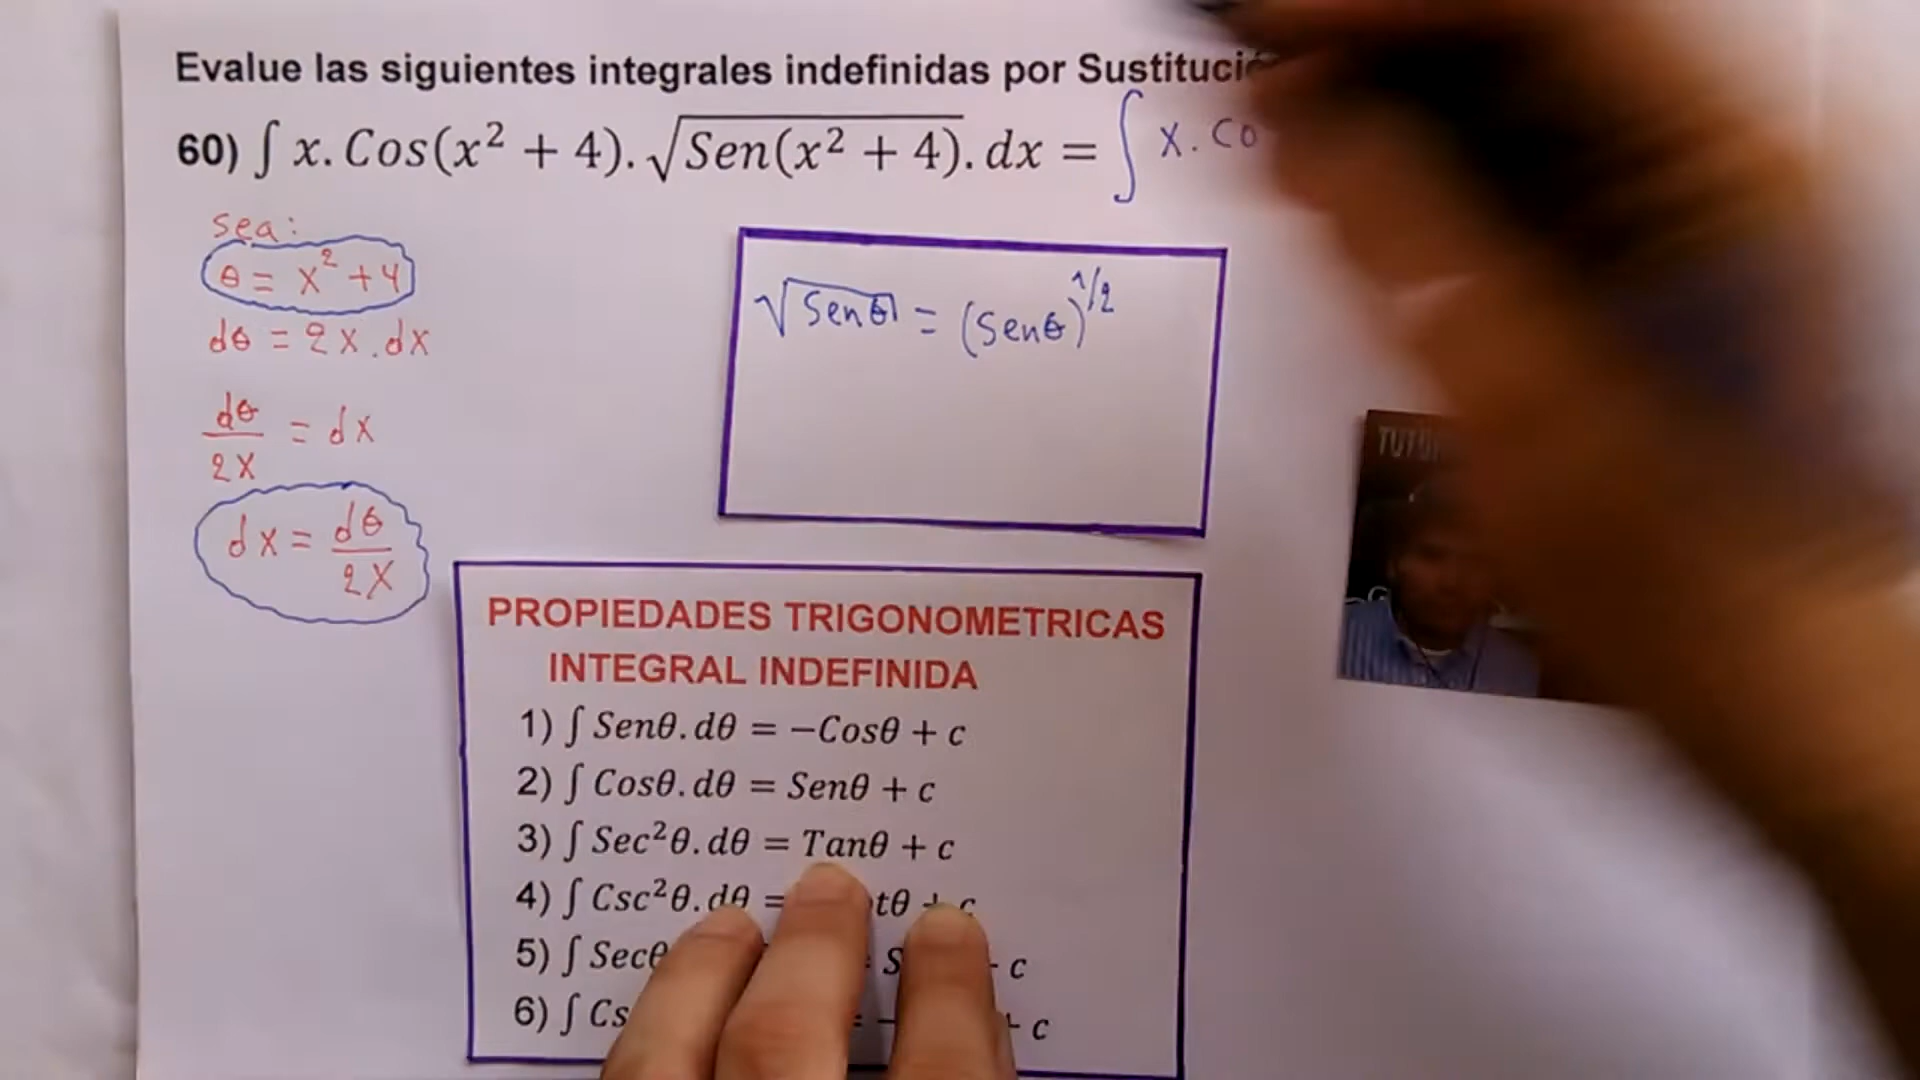 Evalue las siguientes integrales indefinidas por
60) ∫ x. Cos(x² + 4). √Sen(x² + 4). dx = ∫ x. Co
sea:
θ = x² + 4
dθ = 2x.dx
dθ/2x = dx
dx = dθ/2x
√Senθ = (Senθ)^1/2
PROPIEDADES TRIGONOMETRICAS
INTEGRAL INDEFINIDA
1) ∫ Senθ. dθ = −Cosθ + c
2) ∫ Cosθ. dθ = Senθ + c
3) ∫ Sec²θ. dθ = Tanθ + c
4) ∫ Csc²θ. dθ = tθ + c
5) ∫ Secθ = S + c
6) ∫ Cs = − + c